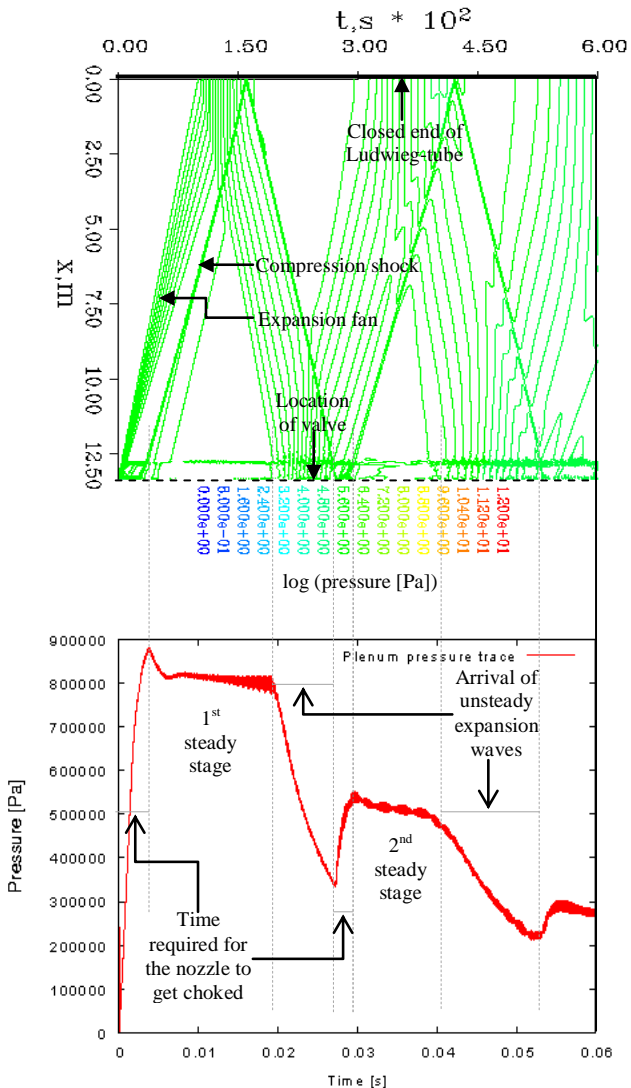 t,s * 10²
0.00 1.50 3.00 4.50 6.00
x,m
0.00
2.50
5.00
7.50
10.00
12.50
Closed end of
Ludwieg-tube
Compression shock
Expansion fan
Location
of valve
0.000e+00
8.000e-01
1.600e+00
2.400e+00
3.200e+00
4.000e+00
4.800e+00
5.600e+00
6.400e+00
7.200e+00
8.000e+00
8.800e+00
9.600e+00
1.040e+01
1.120e+01
1.200e+01
log (pressure [Pa])
Pressure [Pa]
900000
800000
700000
600000
500000
400000
300000
200000
100000
0
Plenum pressure trace
1st
steady
stage
Arrival of
unsteady
expansion
waves
2nd
steady
stage
Time
required for
the nozzle to
get choked
0 0.01 0.02 0.03 0.04 0.05 0.06
Time [s]